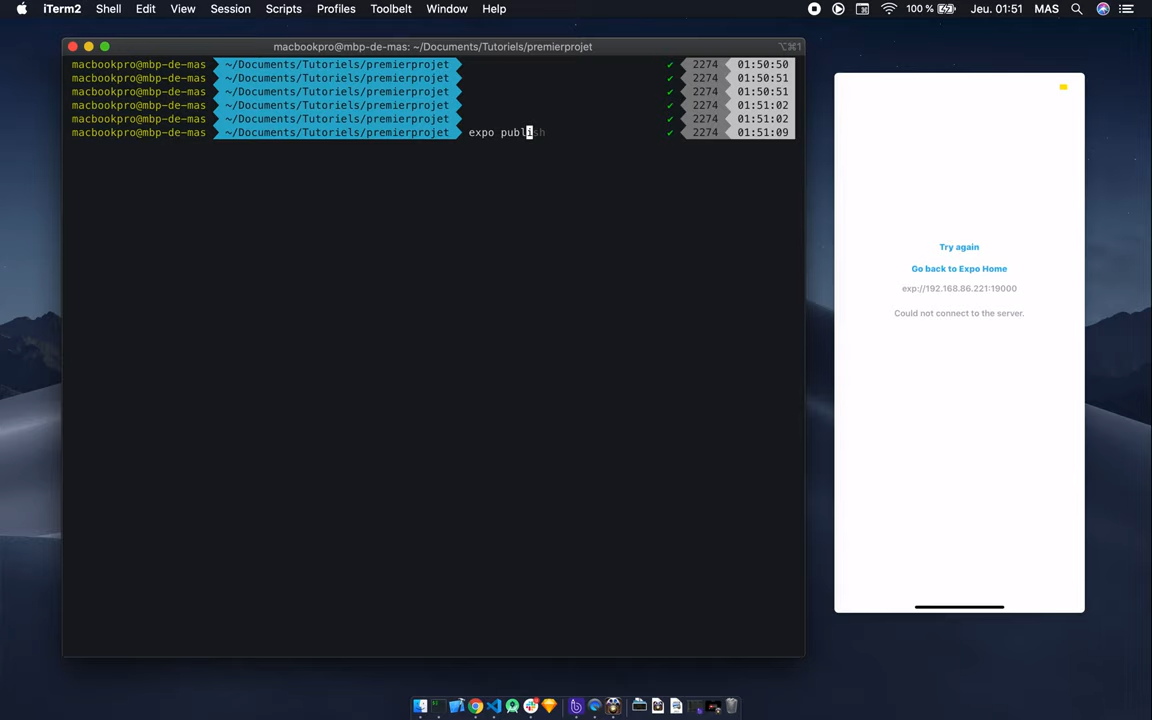 iTerm2 Shell Edit View Session Scripts Profiles Toolbelt Window Help 100 % Jeu. 01:51 MAS
macbookpro@mbp-de-mas: ~/Documents/Tutoriels/premierprojet ⌥⌘1
macbookpro@mbp-de-mas ~/Documents/Tutoriels/premierprojet ✔ 2274 01:50:50
macbookpro@mbp-de-mas ~/Documents/Tutoriels/premierprojet ✔ 2274 01:50:51
macbookpro@mbp-de-mas ~/Documents/Tutoriels/premierprojet ✔ 2274 01:50:51
macbookpro@mbp-de-mas ~/Documents/Tutoriels/premierprojet ✔ 2274 01:51:02
macbookpro@mbp-de-mas ~/Documents/Tutoriels/premierprojet ✔ 2274 01:51:02
macbookpro@mbp-de-mas ~/Documents/Tutoriels/premierprojet expo publish ✔ 2274 01:51:09
Try again
Go back to Expo Home
exp://192.168.86.221:19000
Could not connect to the server.